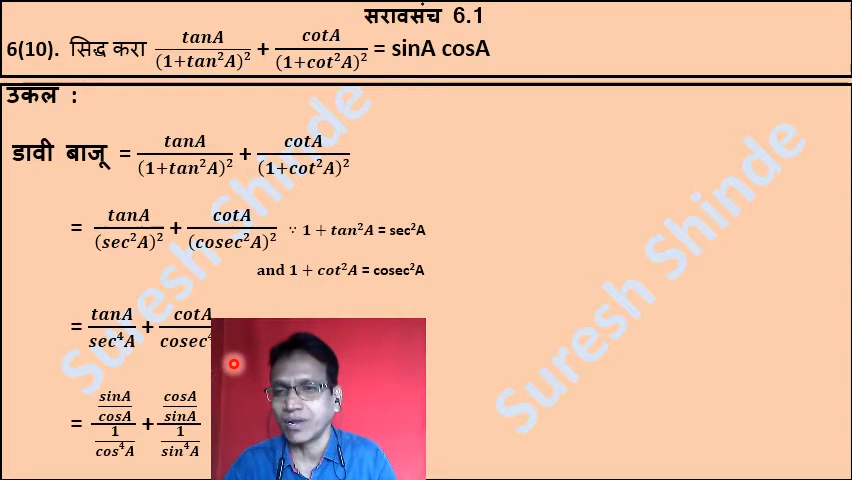 सरावसंच 6.1
6(10). सिद्ध करा tanA/(1+tan²A)² + cotA/(1+cot²A)² = sinA cosA
उकल :
डावी बाजू = tanA/(1+tan²A)² + cotA/(1+cot²A)²
= tanA/(sec²A)² + cotA/(cosec²A)² ∵ 1 + tan²A = sec²A
and 1 + cot²A = cosec²A
= tanA/sec⁴A + cotA/cosec⁴
= (sinA/cosA)/(1/cos⁴A) + (cosA/sinA)/(1/sin⁴A)
Suresh Shinde
Suresh Shinde